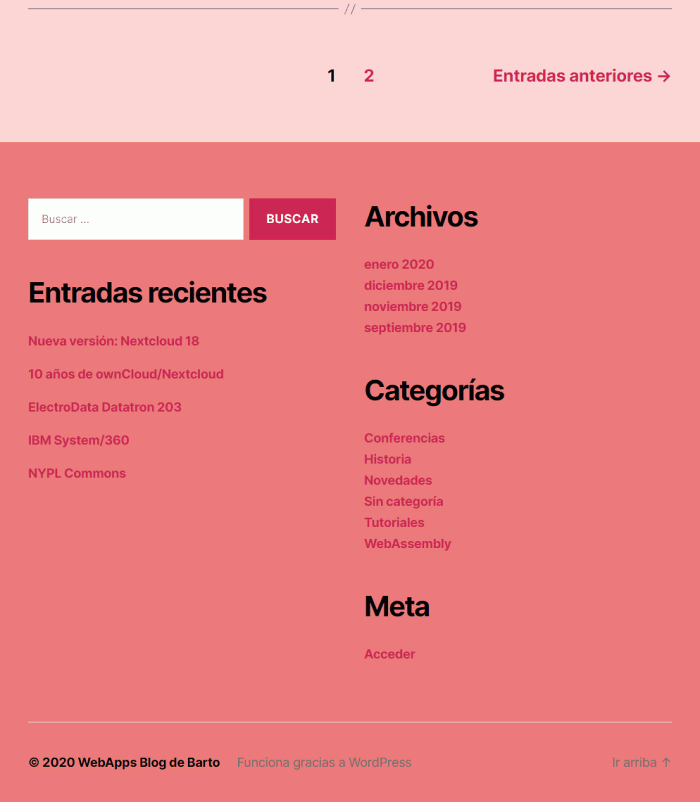 //
1 2 Entradas anteriores →
Buscar ...
BUSCAR
Entradas recientes
Nueva versión: Nextcloud 18
10 años de ownCloud/Nextcloud
ElectroData Datatron 203
IBM System/360
NYPL Commons
Archivos
enero 2020
diciembre 2019
noviembre 2019
septiembre 2019
Categorías
Conferencias
Historia
Novedades
Sin categoría
Tutoriales
WebAssembly
Meta
Acceder
© 2020 WebApps Blog de Barto Funciona gracias a WordPress Ir arriba ↑